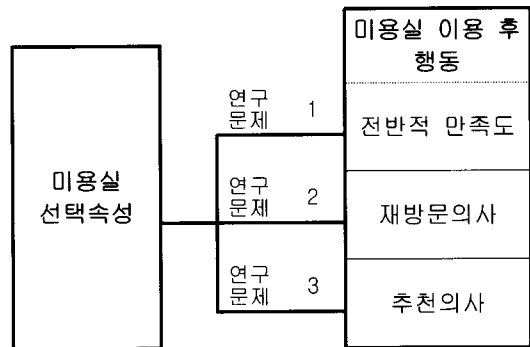 미용실 이용 후
행동
연구
문제 1
전반적 만족도
미용실
선택속성
연구
문제 2
재방문의사
연구
문제 3
추천의사